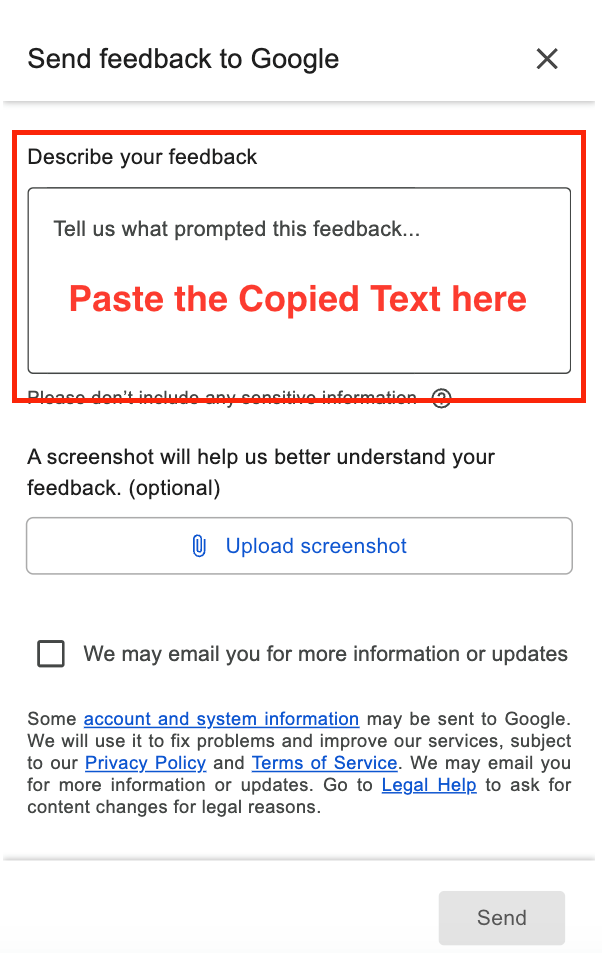 Send feedback to Google
Describe your feedback
Tell us what prompted this feedback...
Paste the Copied Text here
Please don't include any sensitive information
A screenshot will help us better understand your
feedback. (optional)
Upload screenshot
We may email you for more information or updates
Some account and system information may be sent to Google.
We will use it to fix problems and improve our services, subject
to our Privacy Policy and Terms of Service. We may email you
for more information or updates. Go to Legal Help to ask for
content changes for legal reasons.
Send